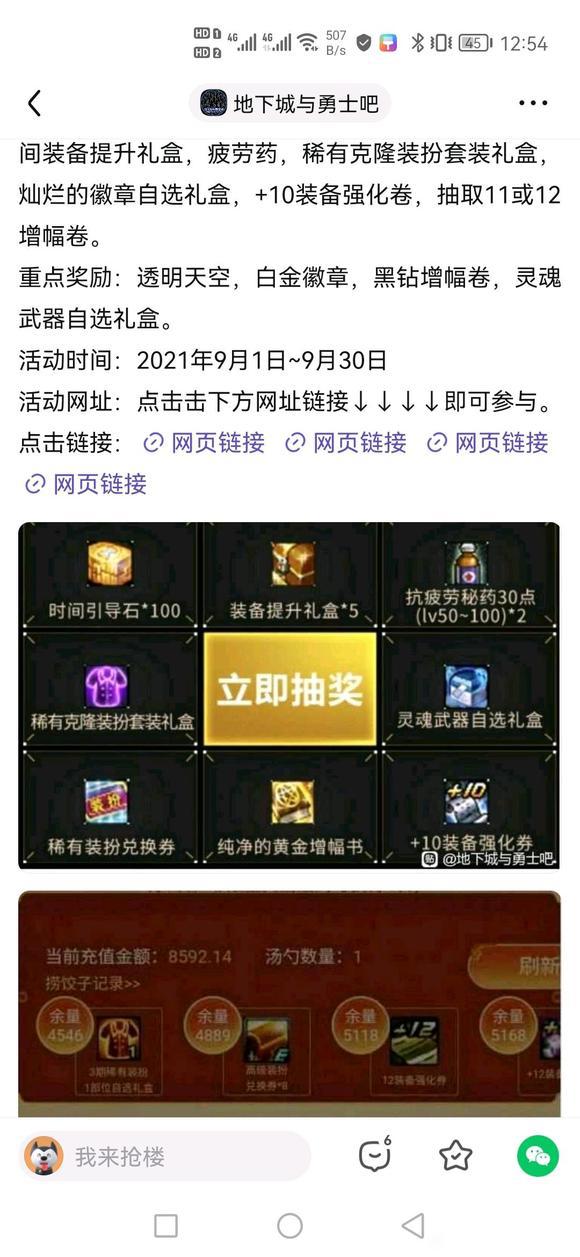 HD 1 4G 4G 507 B/s 45 12:54
HD 2
地下城与勇士吧
间装备提升礼盒，疲劳药，稀有克隆装扮套装礼盒，
灿烂的徽章自选礼盒，+10装备强化卷，抽取11或12
增幅卷。
重点奖励：透明天空，白金徽章，黑钻增幅卷，灵魂
武器自选礼盒。
活动时间：2021年9月1日~9月30日
活动网址：点击击下方网址链接↓↓↓↓即可参与。
点击链接： 网页链接 网页链接 网页链接
网页链接
时间引导石*100
装备提升礼盒*5
抗疲劳秘药30点
(lv50~100)*2
稀有克隆装扮套装礼盒
立即抽奖
灵魂武器自选礼盒
装扮
稀有装扮兑换券
纯净的黄金增幅书
+10
+10装备强化券
贴 @地下城与勇士吧
当前充值金额：8592.14 汤勺数量：1
刷新
捞饺子记录>>
余量
4546
1
3期稀有装扮
1部位自选礼盒
余量
4889
高级装扮
兑换券*8
余量
5118
+12
12装备强化券
余量
5168
+12装
我来抢楼
6